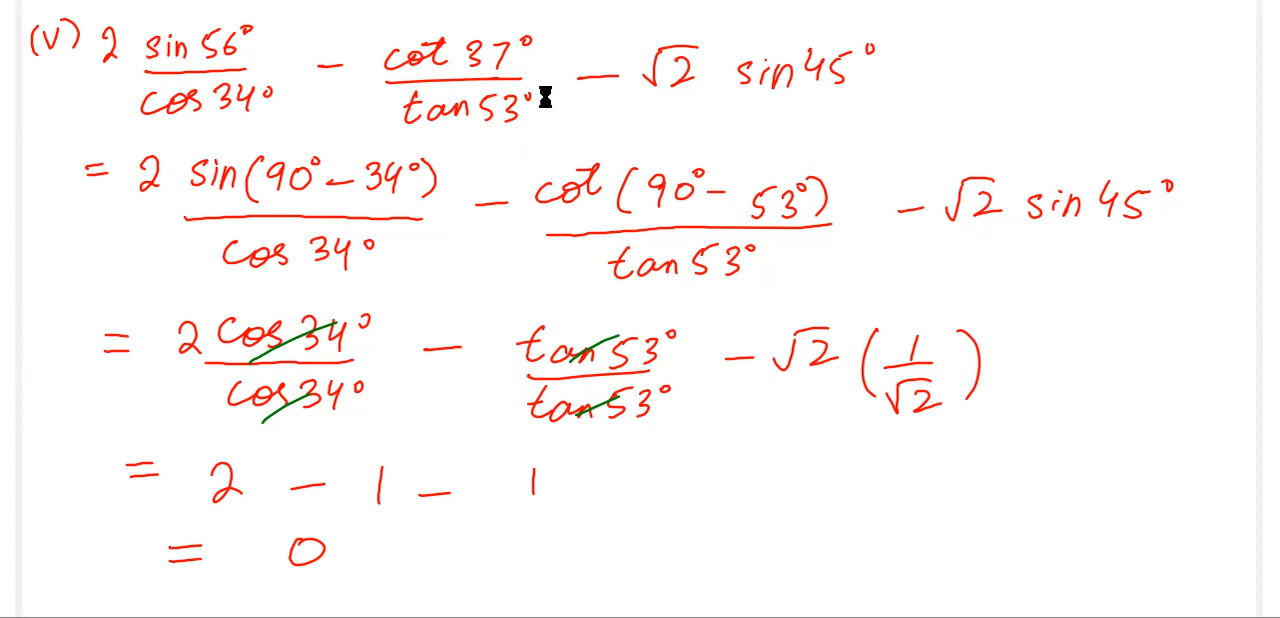 (V) 2 sin 56° / cos 34° − cot 37° / tan 53° − √2 sin 45°
= 2 sin(90° − 34°) / cos 34° − cot(90° − 53°) / tan 53° − √2 sin 45°
= 2 cos 34° / cos 34° − tan 53° / tan 53° − √2 (1/√2)
= 2 − 1 − 1
= 0